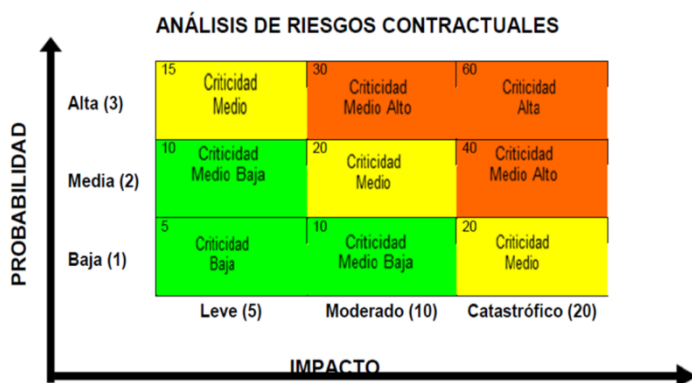 ANÁLISIS DE RIESGOS CONTRACTUALES
PROBABILIDAD
Alta (3)
15
Criticidad
Medio
30
Criticidad
Medio Alto
60
Criticidad
Alta
Media (2)
10
Criticidad
Medio Baja
20
Criticidad
Medio
40
Criticidad
Medio Alto
Baja (1)
5
Criticidad
Baja
10
Criticidad
Medio Baja
20
Criticidad
Medio
Leve (5)
Moderado (10)
Catastrófico (20)
IMPACTO